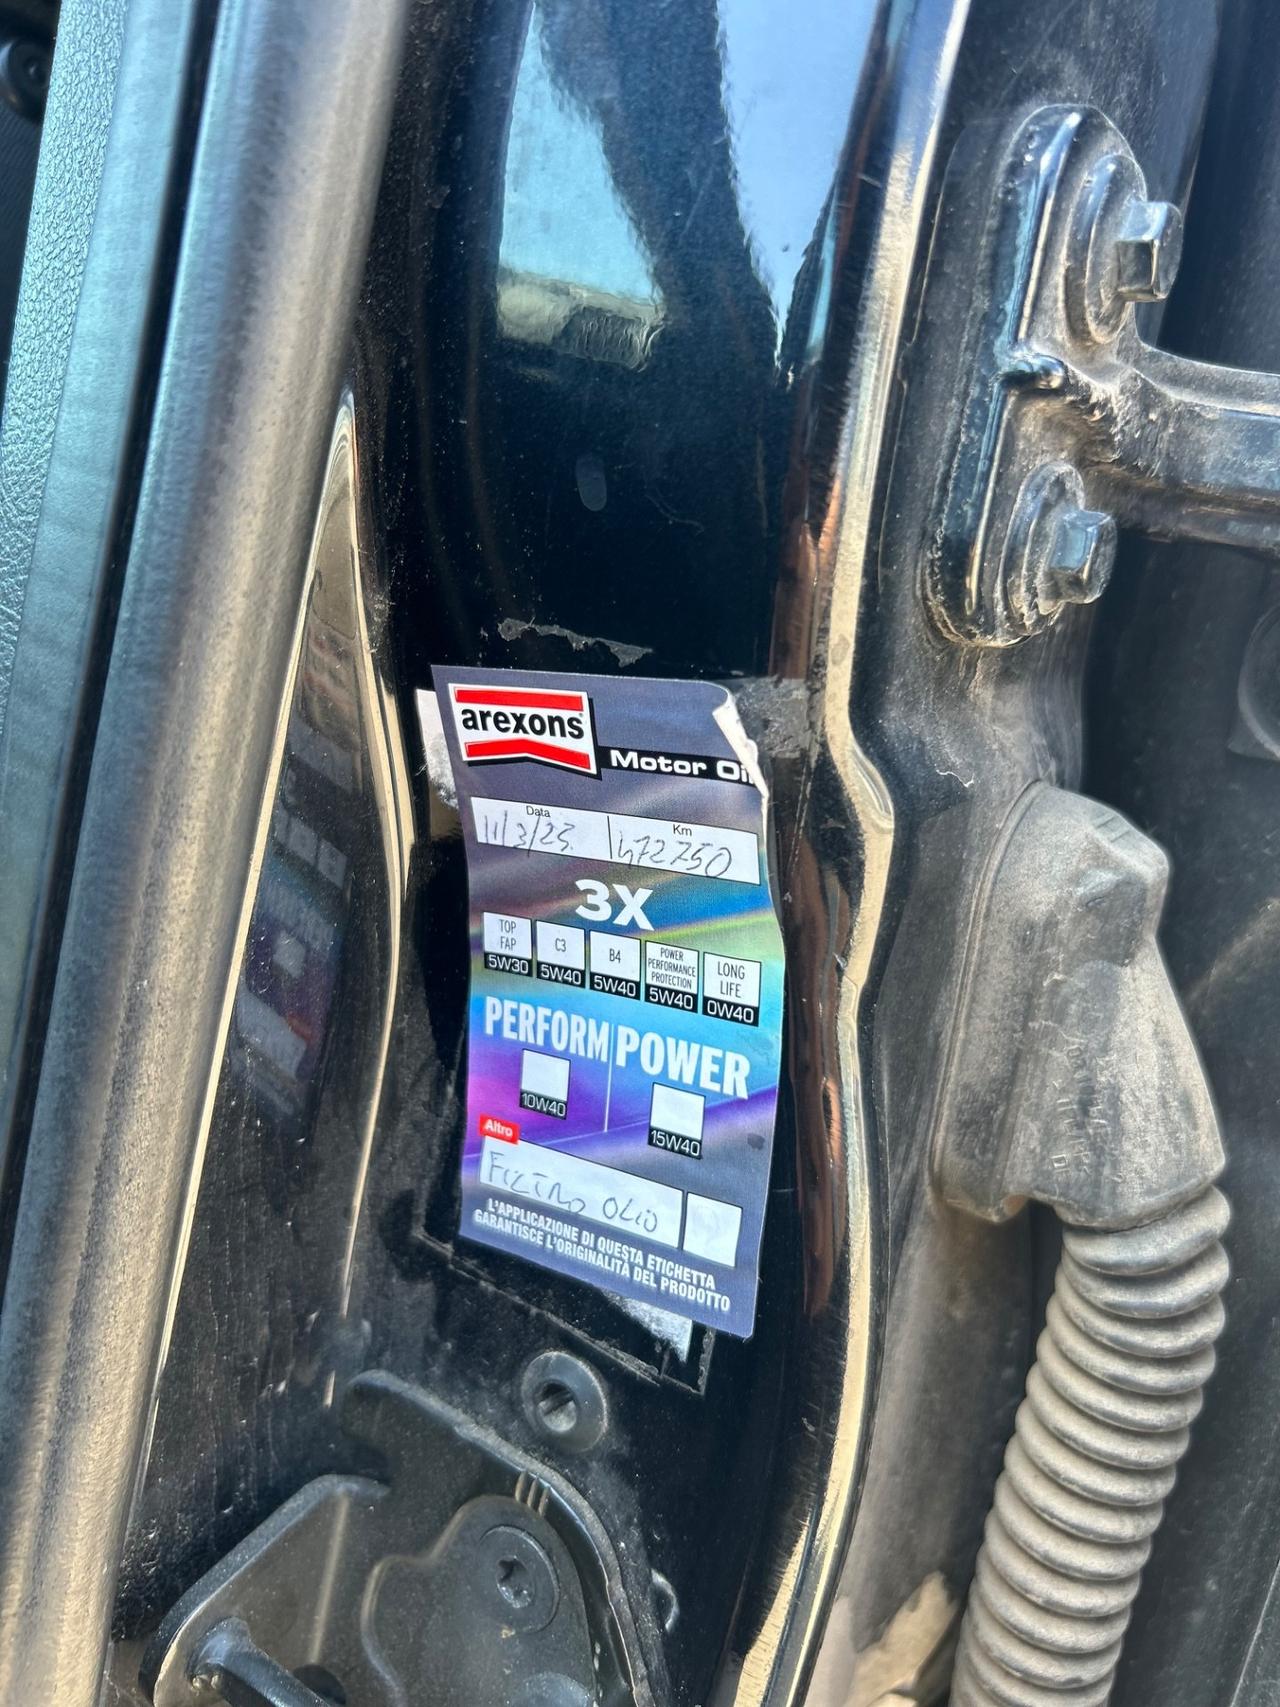 arexons
Motor Oil
Data Km
11/3/25 472750
3X
TOP FAP C3 B4 POWER PERFORMANCE PROTECTION LONG LIFE
5W30 5W40 5W40 5W40 0W40
PERFORM POWER
10W40 15W40
Altro
FILTRO OLIO
L'APPLICAZIONE DI QUESTA ETICHETTA
GARANTISCE L'ORIGINALITÀ DEL PRODOTTO